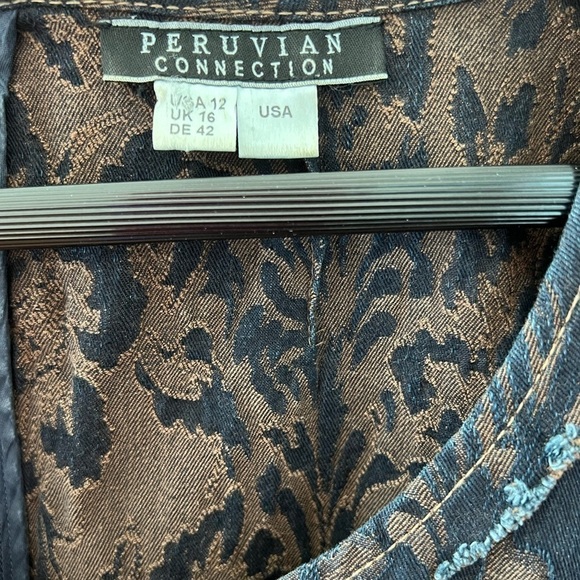 PERUVIAN
CONNECTION
USA 12
UK 16
DE 42
USA